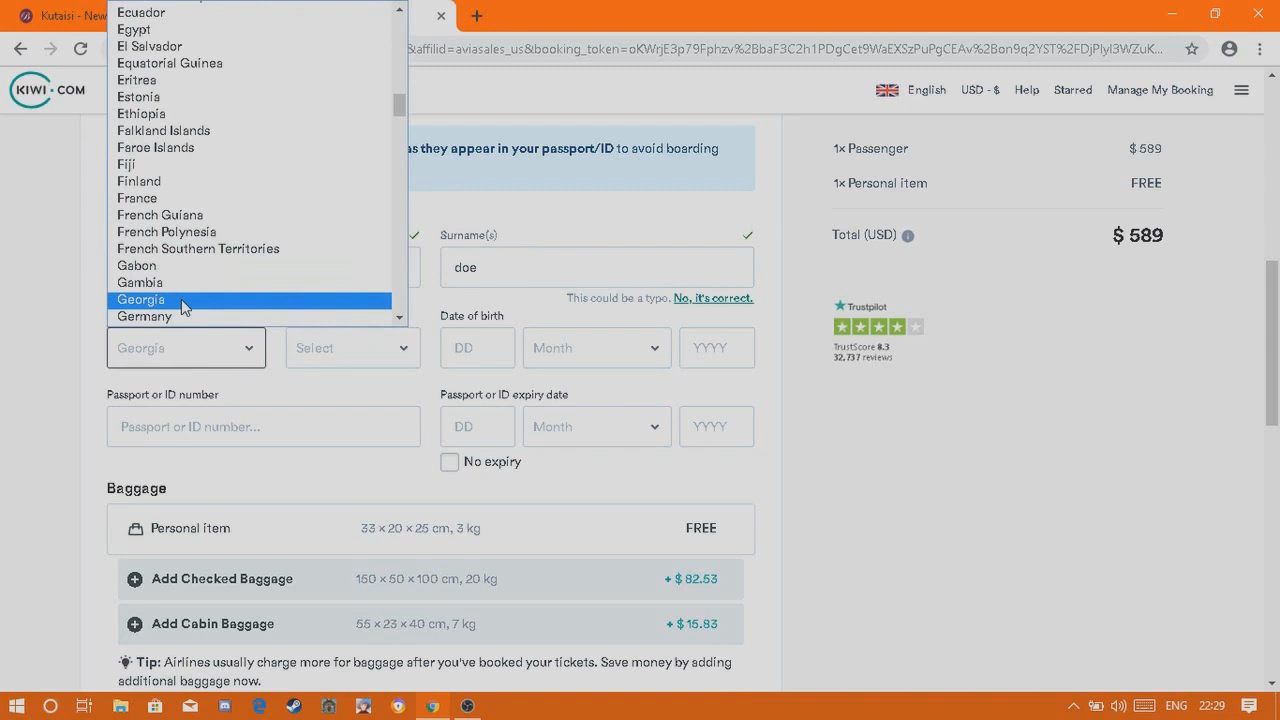 Kutaisi - New
&affilid=aviasales_us&booking_token=
KIWI.COM
English USD - $ Help Starred Manage My Booking
Ecuador
Egypt
El Salvador
Equatorial Guinea
Eritrea
Estonia
Ethiopia
Falkland Islands
Faroe Islands
Fiji
Finland
France
French Guiana
French Polynesia
French Southern Territories
Gabon
Gambia
Georgia
Germany
as they appear in your passport/ID to avoid boarding
Surname(s)
doe
This could be a typo. No, it's correct.
Date of birth
Georgia Select DD Month YYYY
Passport or ID number Passport or ID expiry date
Passport or ID number... DD Month YYYY
No expiry
Baggage
Personal item 33 × 20 × 25 cm, 3 kg FREE
Add Checked Baggage 150 × 50 × 100 cm, 20 kg + $ 82.53
Add Cabin Baggage 55 × 23 × 40 cm, 7 kg + $ 15.83
Tip: Airlines usually charge more for baggage after you've booked your tickets. Save money by adding
additional baggage now.
1× Passenger $ 589
1× Personal item FREE
Total (USD) $ 589
Trustpilot
TrustScore 8.3
32,737 reviews
ENG 22:29